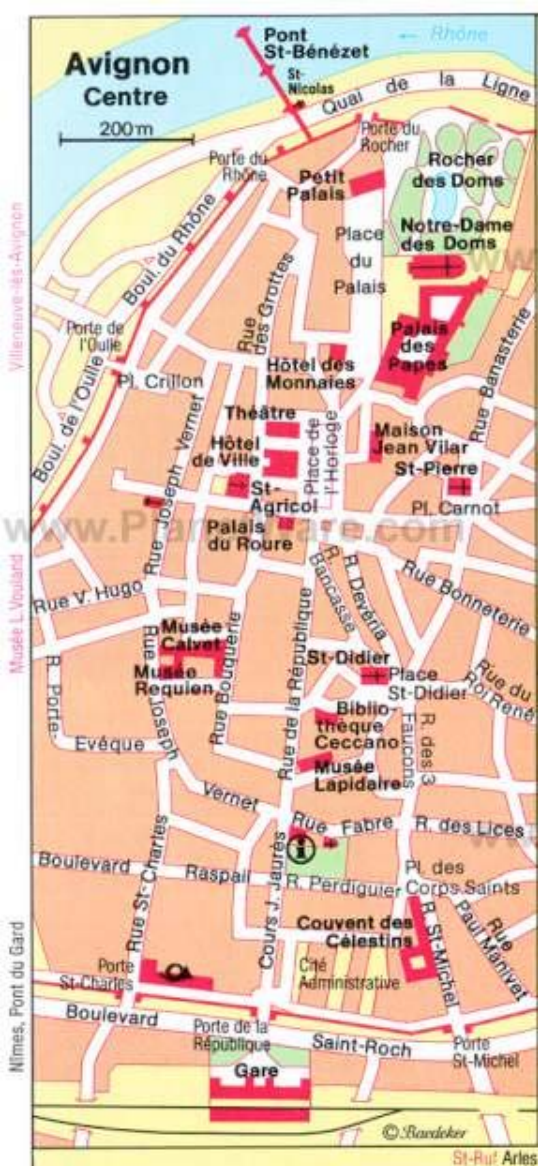 Avignon
Centre
200 m
Pont
St-Bénézet
← Rhône
St-
Nicolas
Quai de la Ligne
Porte du
Rocher
Porte du
Rhône
Petit
Palais
Rocher
des Doms
Notre-Dame
des Doms
Place
du
Palais
Boul. du Rhône
Villeneuve-lès-Avignon
Porte de
l'Oulle
Rue
des Grottes
Palais
des
Papes
Hôtel des
Monnaies
Pl. Crillon
Boul. de l'Oulle
Rue Banasterie
Théâtre
Hôtel
de Ville
Place de
l'Horloge
Maison
Jean Vilar
St-Pierre
Rue Joseph Vernet
St-
Agricol
Pl. Carnot
Palais
du Roure
R.
Bancasse
R. Devéria
Rue Bonneterie
Musée L.Vouland
Rue V. Hugo
Musée
Calvet
Musée
Requien
Rue Bouquerie
Rue de la République
St-Didier
Place
St-Didier
Rue du
Roi René
R. Porte-
Evéque
Rue
Joseph
Vernet
Biblio-
thèque
Ceccano
Musée
Lapidaire
R. des 3
Faucons
Rue Fabre
R. des Lices
i
Boulevard
Raspail
R. Perdiguier
Pl. des
Corps Saints
Rue St-Charles
Cours J. Jaurès
Couvent des
Célestins
R. St-Michel
Rue
Paul Manivet
Nîmes, Pont du Gard
Porte
St-Charles
Cité
Administrative
Boulevard
Saint-Roch
Porte de la
République
Porte
St-Michel
Gare
© Baedeker
St-Ruf Arles